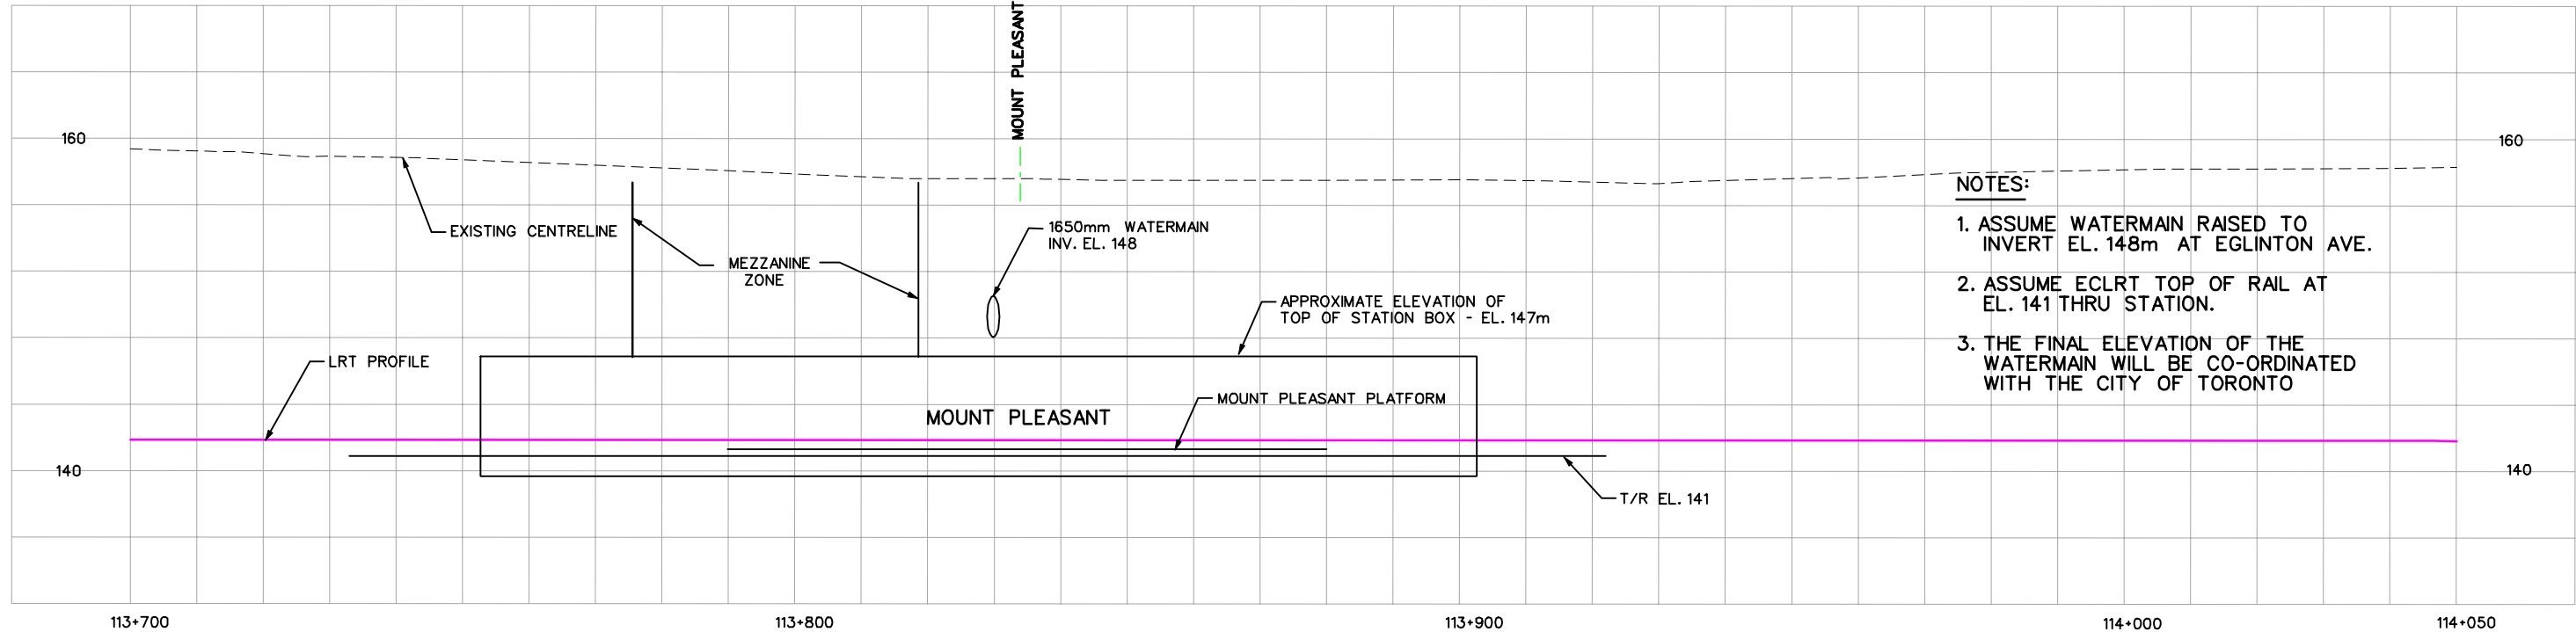 MOUNT PLEASANT
160
160
NOTES:
1. ASSUME WATERMAIN RAISED TO
INVERT EL. 148m AT EGLINTON AVE.
2. ASSUME ECLRT TOP OF RAIL AT
EL. 141 THRU STATION.
3. THE FINAL ELEVATION OF THE
WATERMAIN WILL BE CO-ORDINATED
WITH THE CITY OF TORONTO
EXISTING CENTRELINE
1650mm WATERMAIN
INV. EL. 148
MEZZANINE
ZONE
APPROXIMATE ELEVATION OF
TOP OF STATION BOX - EL. 147m
LRT PROFILE
MOUNT PLEASANT PLATFORM
MOUNT PLEASANT
140
140
T/R EL. 141
113+700
113+800
113+900
114+000
114+050